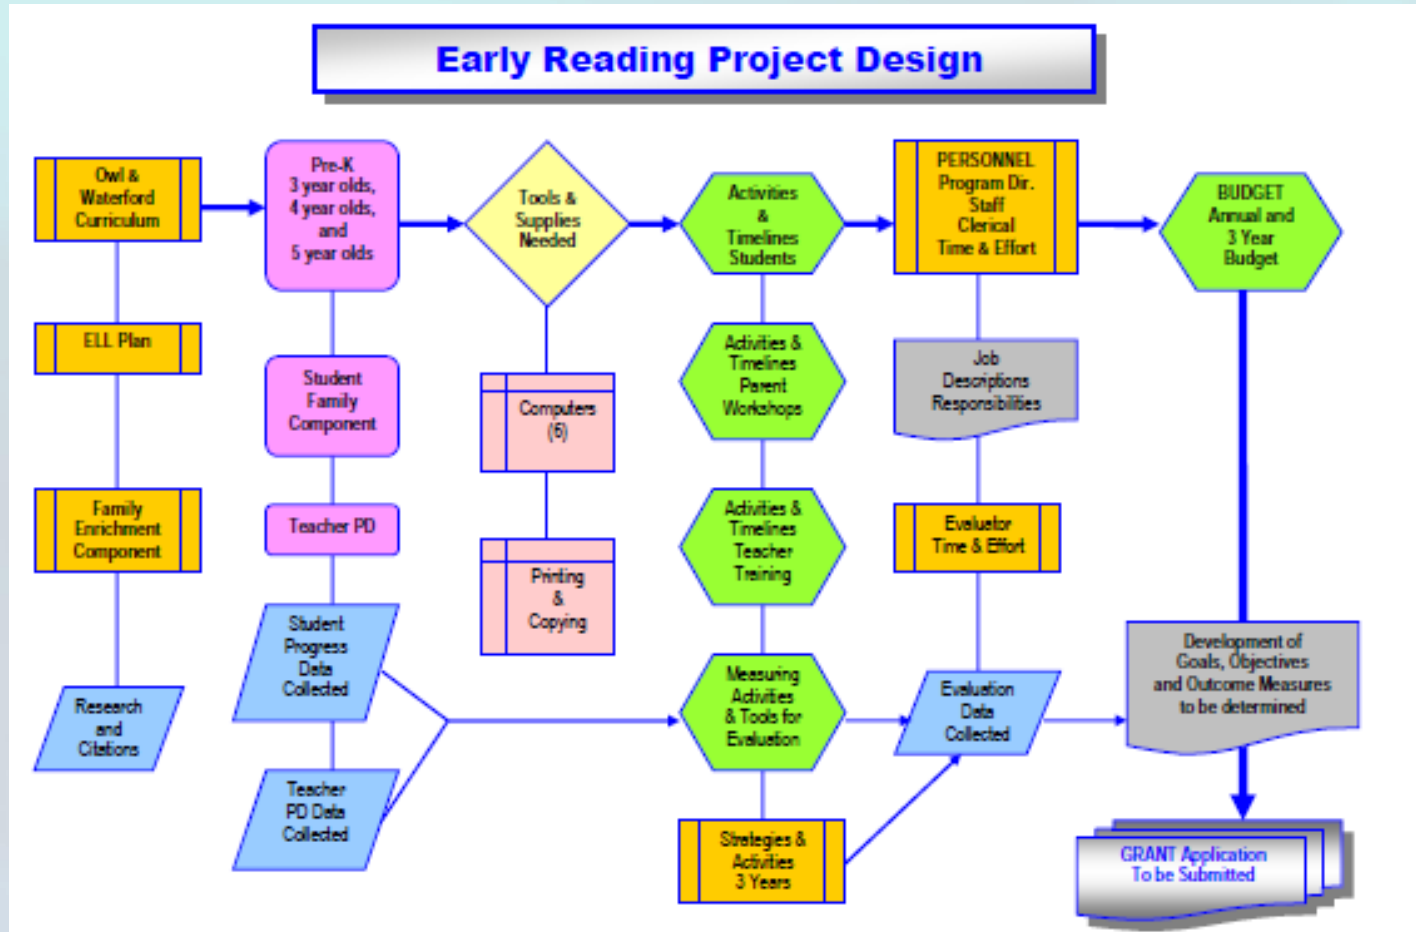 Early Reading Project Design
Owl &
Waterford
Curriculum
ELL Plan
Family
Enrichment
Component
Research
and
Citations
Pre-K
3 year olds,
4 year olds,
and
5 year olds
Student
Family
Component
Teacher PD
Student
Progress
Data
Collected
Teacher
PD Data
Collected
Tools &
Supplies
Needed
Computers
(6)
Printing
&
Copying
Activities
&
Timelines
Students
Activities &
Timelines
Parent
Workshops
Activities &
Timelines
Teacher
Training
Measuring
Activities
& Tools for
Evaluation
Strategies &
Activities
3 Years
PERSONNEL
Program Dir.
Staff
Clerical
Time & Effort
Job
Descriptions
Responsibilities
Evaluator
Time & Effort
Evaluation
Data
Collected
BUDGET
Annual and
3 Year
Budget
Development of
Goals, Objectives
and Outcome Measures
to be determined
GRANT Application
To be Submitted